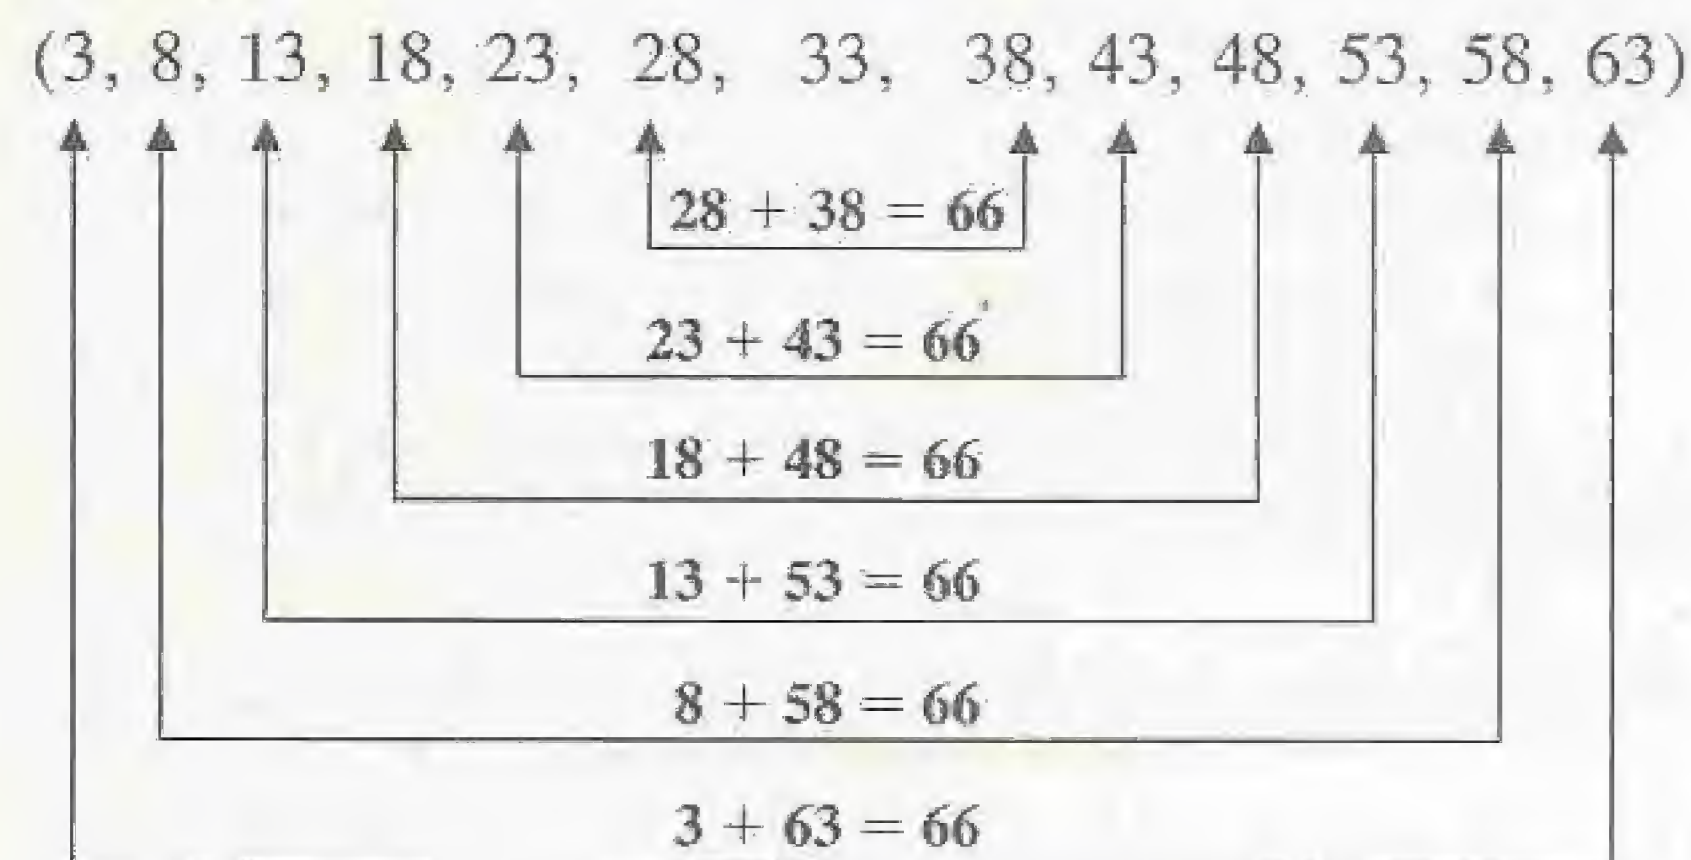 (3, 8, 13, 18, 23, 28, 33, 38, 43, 48, 53, 58, 63)
28 + 38 = 66
23 + 43 = 66
18 + 48 = 66
13 + 53 = 66
8 + 58 = 66
3 + 63 = 66